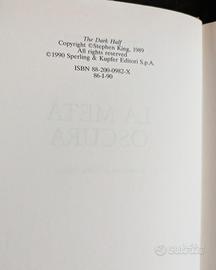 The Dark Half
Copyright ©Stephen King, 1989
All rights reserved
©1990 Sperling & Kupfer Editori S.p.A.
ISBN 88-200-0982-X
86-I-90
LA METÀ
OSCURA
subito.it